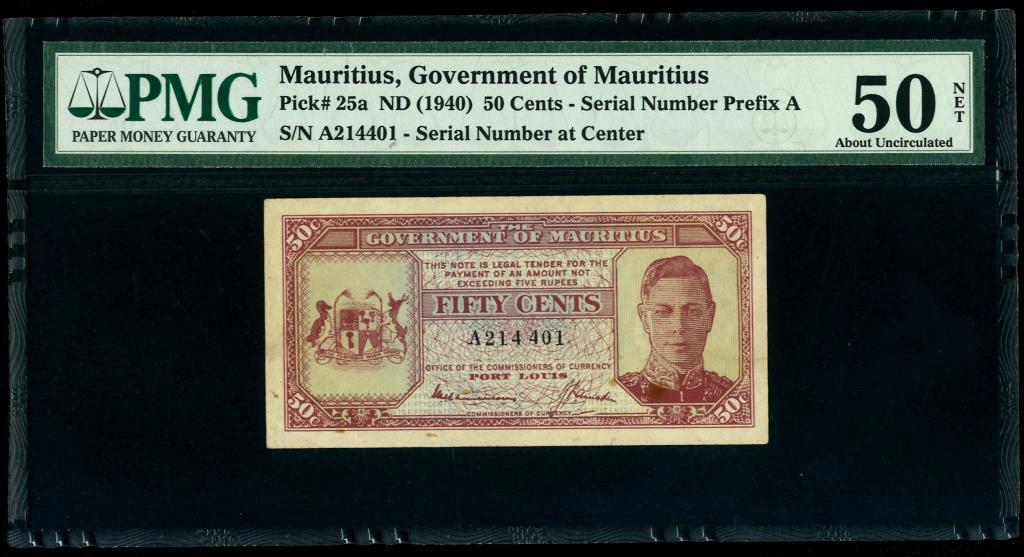 PMG
PAPER MONEY GUARANTY
Mauritius, Government of Mauritius
Pick# 25a ND (1940) 50 Cents - Serial Number Prefix A
S/N A214401 - Serial Number at Center
50 NET
About Uncirculated
50c 50c
THE
GOVERNMENT OF MAURITIUS
THIS NOTE IS LEGAL TENDER FOR THE
PAYMENT OF AN AMOUNT NOT
EXCEEDING FIVE RUPEES
FIFTY CENTS
A214401
OFFICE OF THE COMMISSIONERS OF CURRENCY
PORT LOUIS
COMMISSIONERS OF CURRENCY
50c 50c